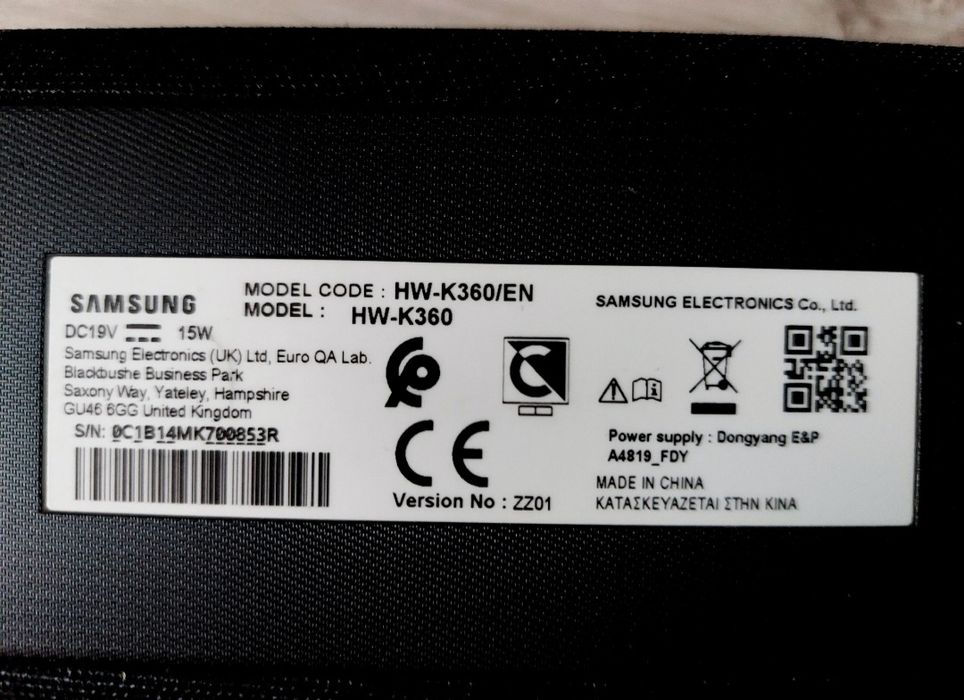 SAMSUNG
DC19V 15W
Samsung Electronics (UK) Ltd, Euro QA Lab.
Blackbushe Business Park
Saxony Way, Yateley, Hampshire
GU46 6GG United Kingdom
S/N: 0C1B14MK700853R
MODEL CODE : HW-K360/EN
MODEL : HW-K360
CE
Version No : ZZ01
SAMSUNG ELECTRONICS Co., Ltd.
Power supply : Dongyang E&P
A4819_FDY
MADE IN CHINA
ΚΑΤΑΣΚΕΥΑΖΕΤΑΙ ΣΤΗΝ ΚΙΝΑ